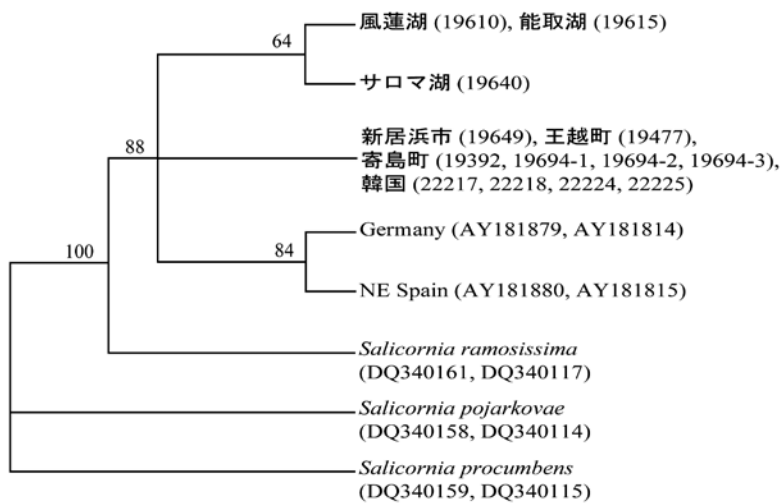 64
風蓮湖 (19610), 能取湖 (19615)
サロマ湖 (19640)
88
新居浜市 (19649), 王越町 (19477),
寄島町 (19392, 19694-1, 19694-2, 19694-3),
韓国 (22217, 22218, 22224, 22225)
100
84
Germany (AY181879, AY181814)
NE Spain (AY181880, AY181815)
Salicornia ramosissima
(DQ340161, DQ340117)
Salicornia pojarkovae
(DQ340158, DQ340114)
Salicornia procumbens
(DQ340159, DQ340115)